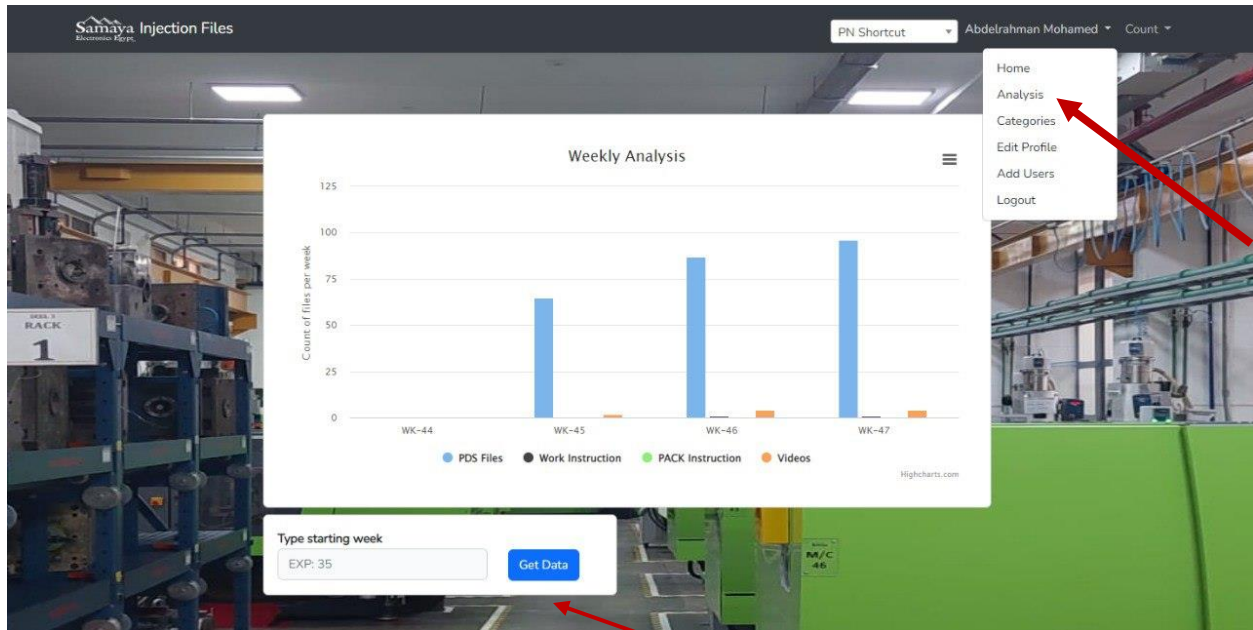 Samaya Injection Files
Electronics Egypt
PN Shortcut
Abdelrahman Mohamed
Count
Home
Analysis
Categories
Edit Profile
Add Users
Logout
Weekly Analysis
Count of files per week
125
100
75
50
25
0
WK-44 WK-45 WK-46 WK-47
PDS Files Work Instruction PACK Instruction Videos
Highcharts.com
Type starting week
EXP: 35
Get Data
RACK
1
M/C
46